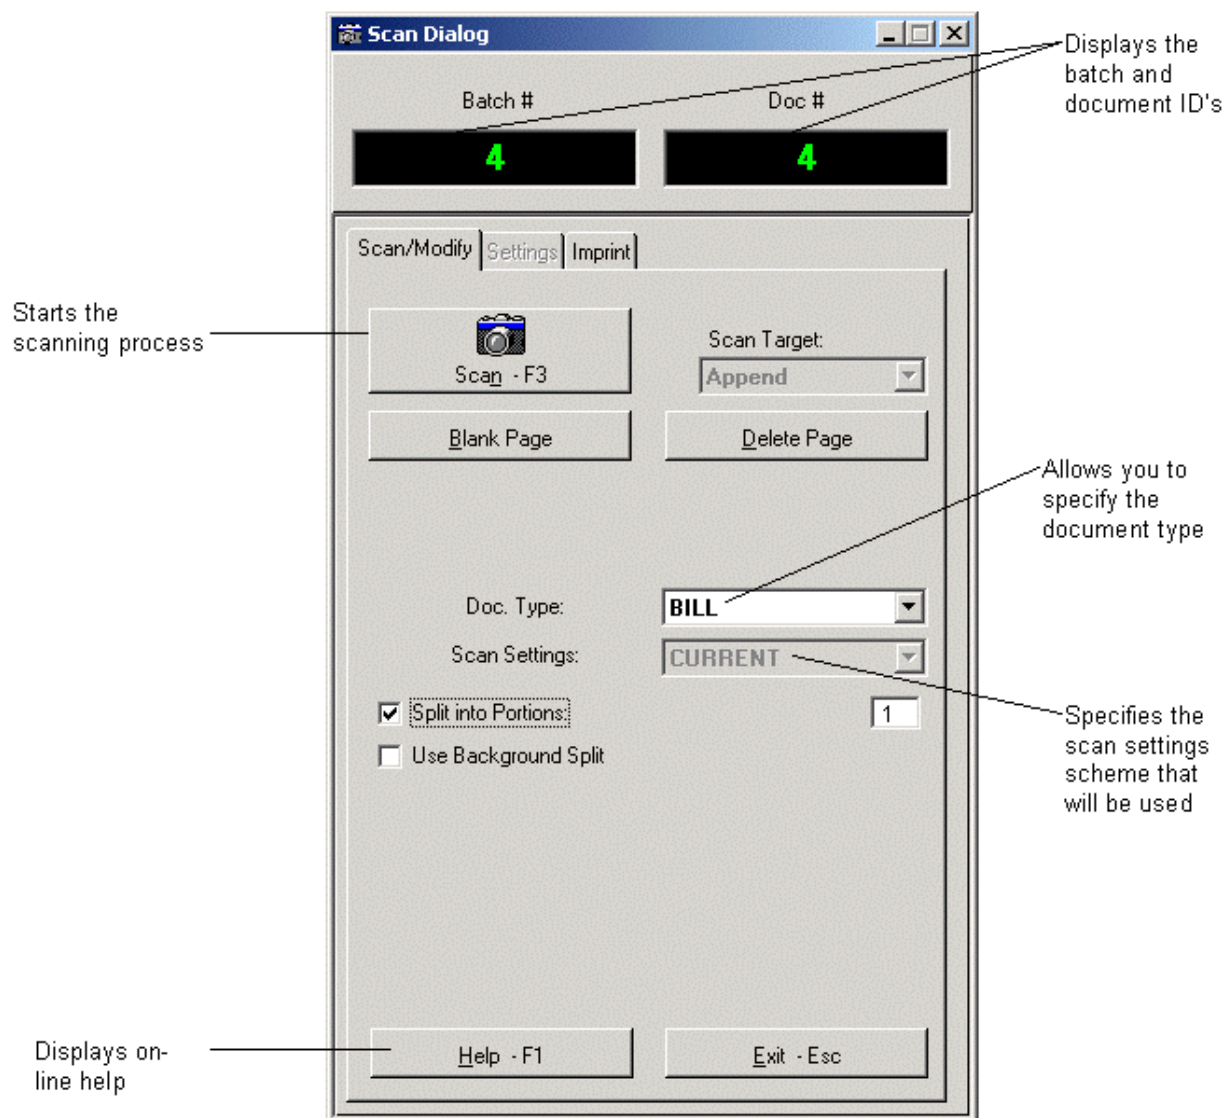 Scan Dialog
Displays the
batch and
document ID's
Batch #
Doc #
4
4
Scan/Modify
Settings
Imprint
Starts the
scanning process
Scan - F3
Scan Target:
Append
Blank Page
Delete Page
Allows you to
specify the
document type
Doc. Type:
BILL
Scan Settings:
CURRENT
Split into Portions:
1
Use Background Split
Specifies the
scan settings
scheme that
will be used
Displays on-
line help
Help - F1
Exit - Esc